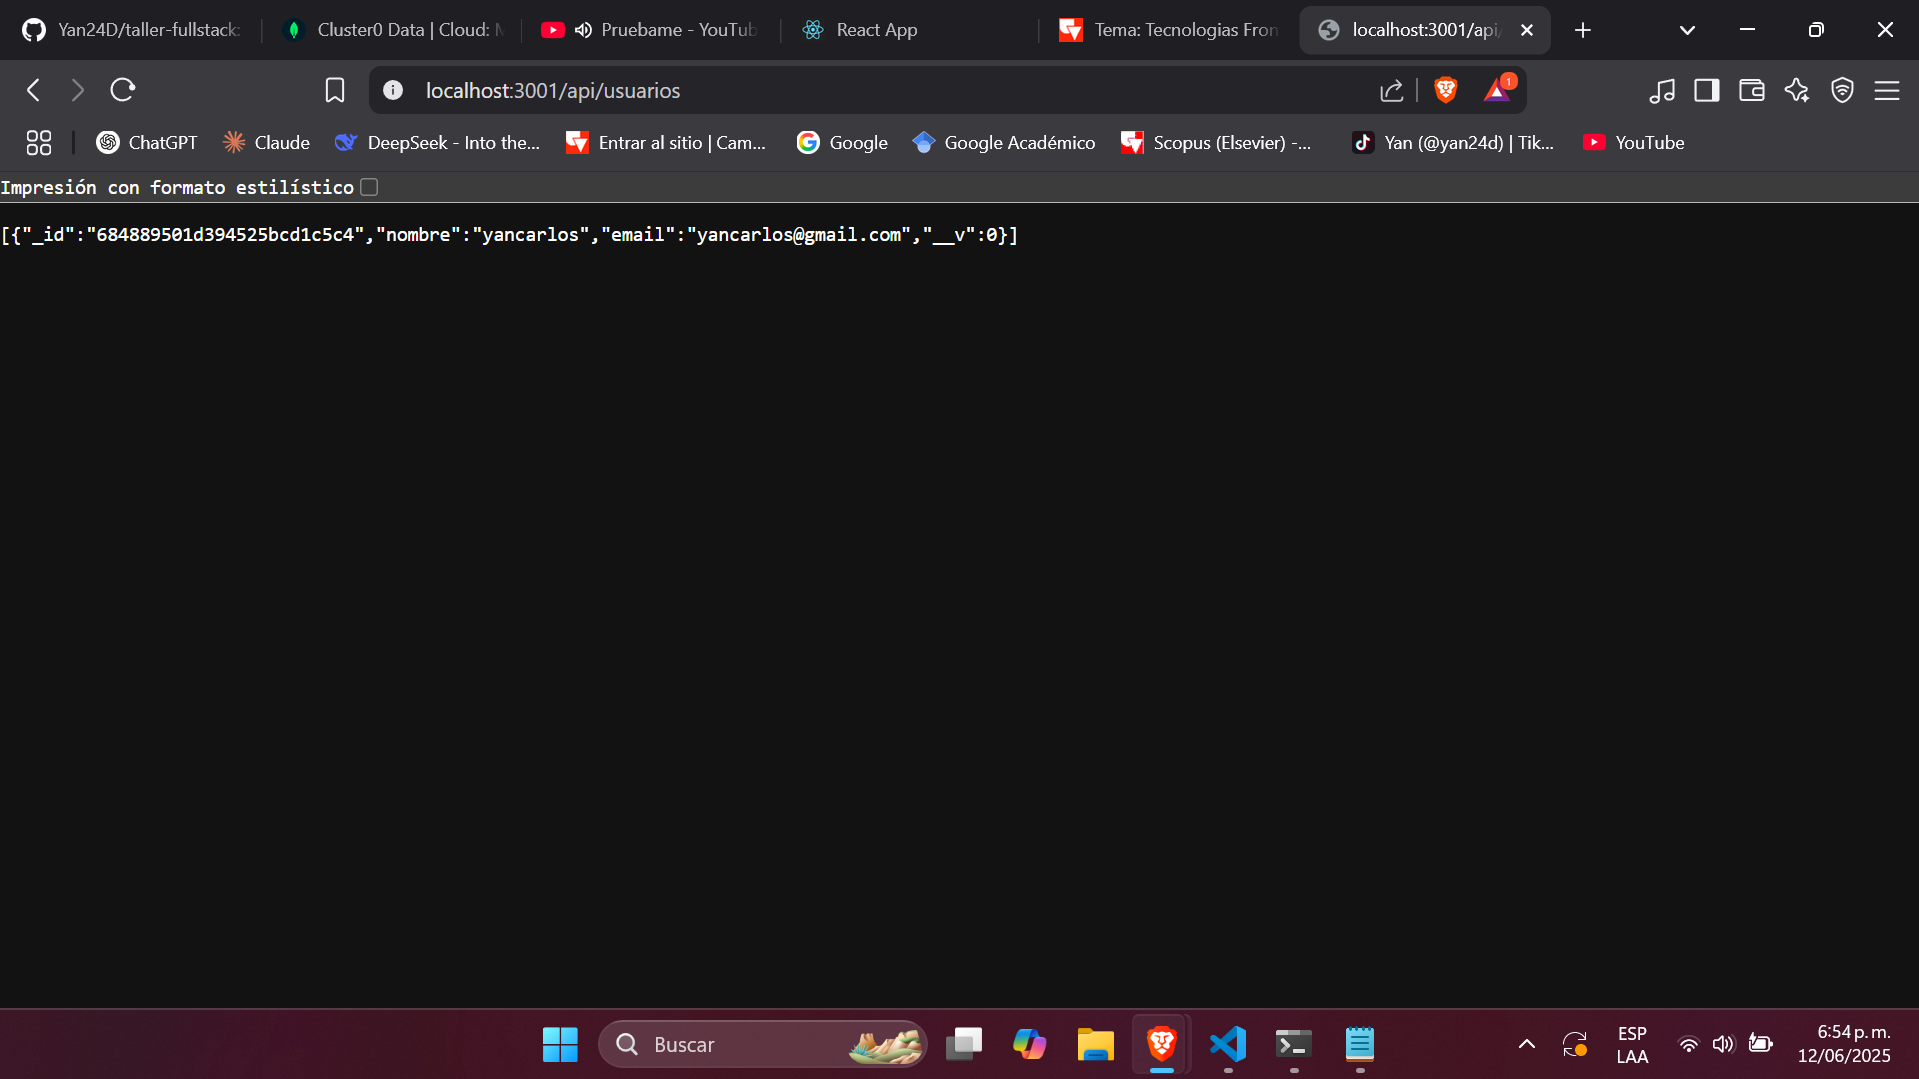 Yan24D/taller-fullstack:
Cluster0 Data | Cloud: M
Pruebame - YouTub
React App
Tema: Tecnologias Fron
localhost:3001/api/
localhost:3001/api/usuarios
1
ChatGPT
Claude
DeepSeek - Into the...
Entrar al sitio | Cam...
Google
Google Académico
Scopus (Elsevier) -...
Yan (@yan24d) | Tik...
YouTube
Impresión con formato estilístico
[{"_id":"684889501d394525bcd1c5c4","nombre":"yancarlos","email":"yancarlos@gmail.com","__v":0}]
Buscar
ESP
LAA
6:54 p. m.
12/06/2025